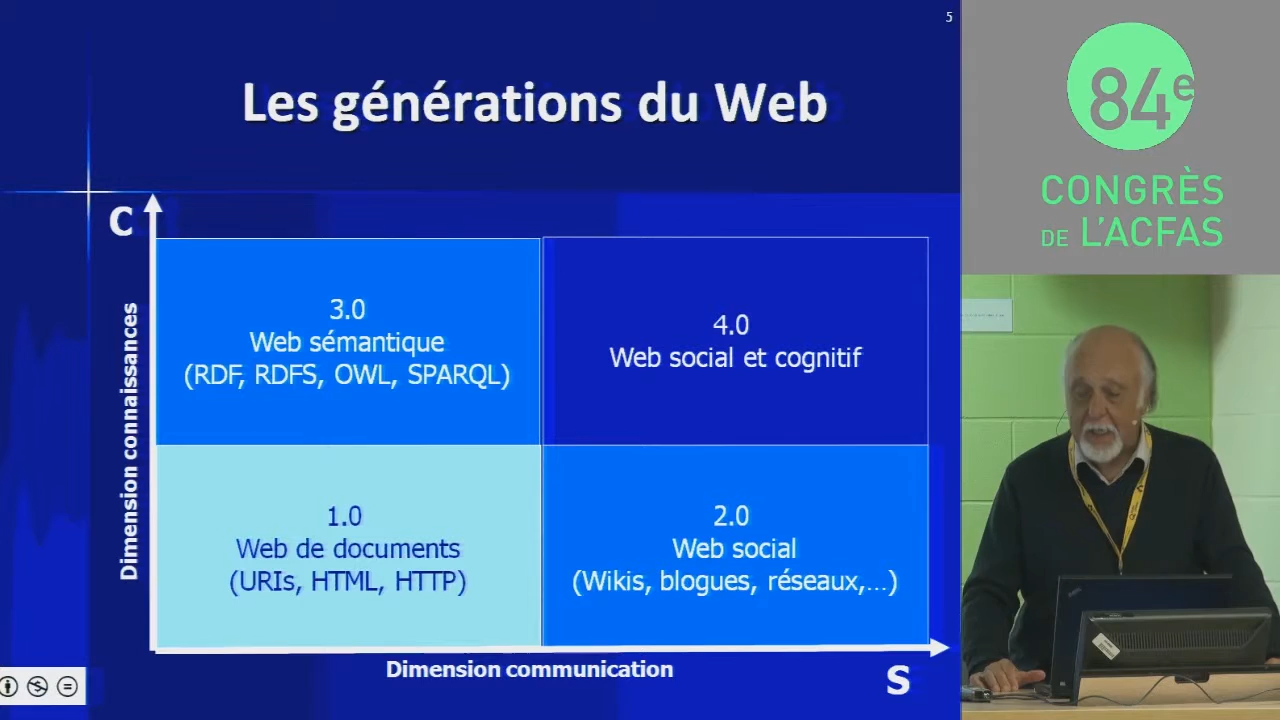 5
Les générations du Web
C
Dimension connaissances
3.0
Web sémantique
(RDF, RDFS, OWL, SPARQL)
4.0
Web social et cognitif
1.0
Web de documents
(URIs, HTML, HTTP)
2.0
Web social
(Wikis, blogues, réseaux,...)
Dimension communication
S
84e
CONGRÈS
DE L'ACFAS